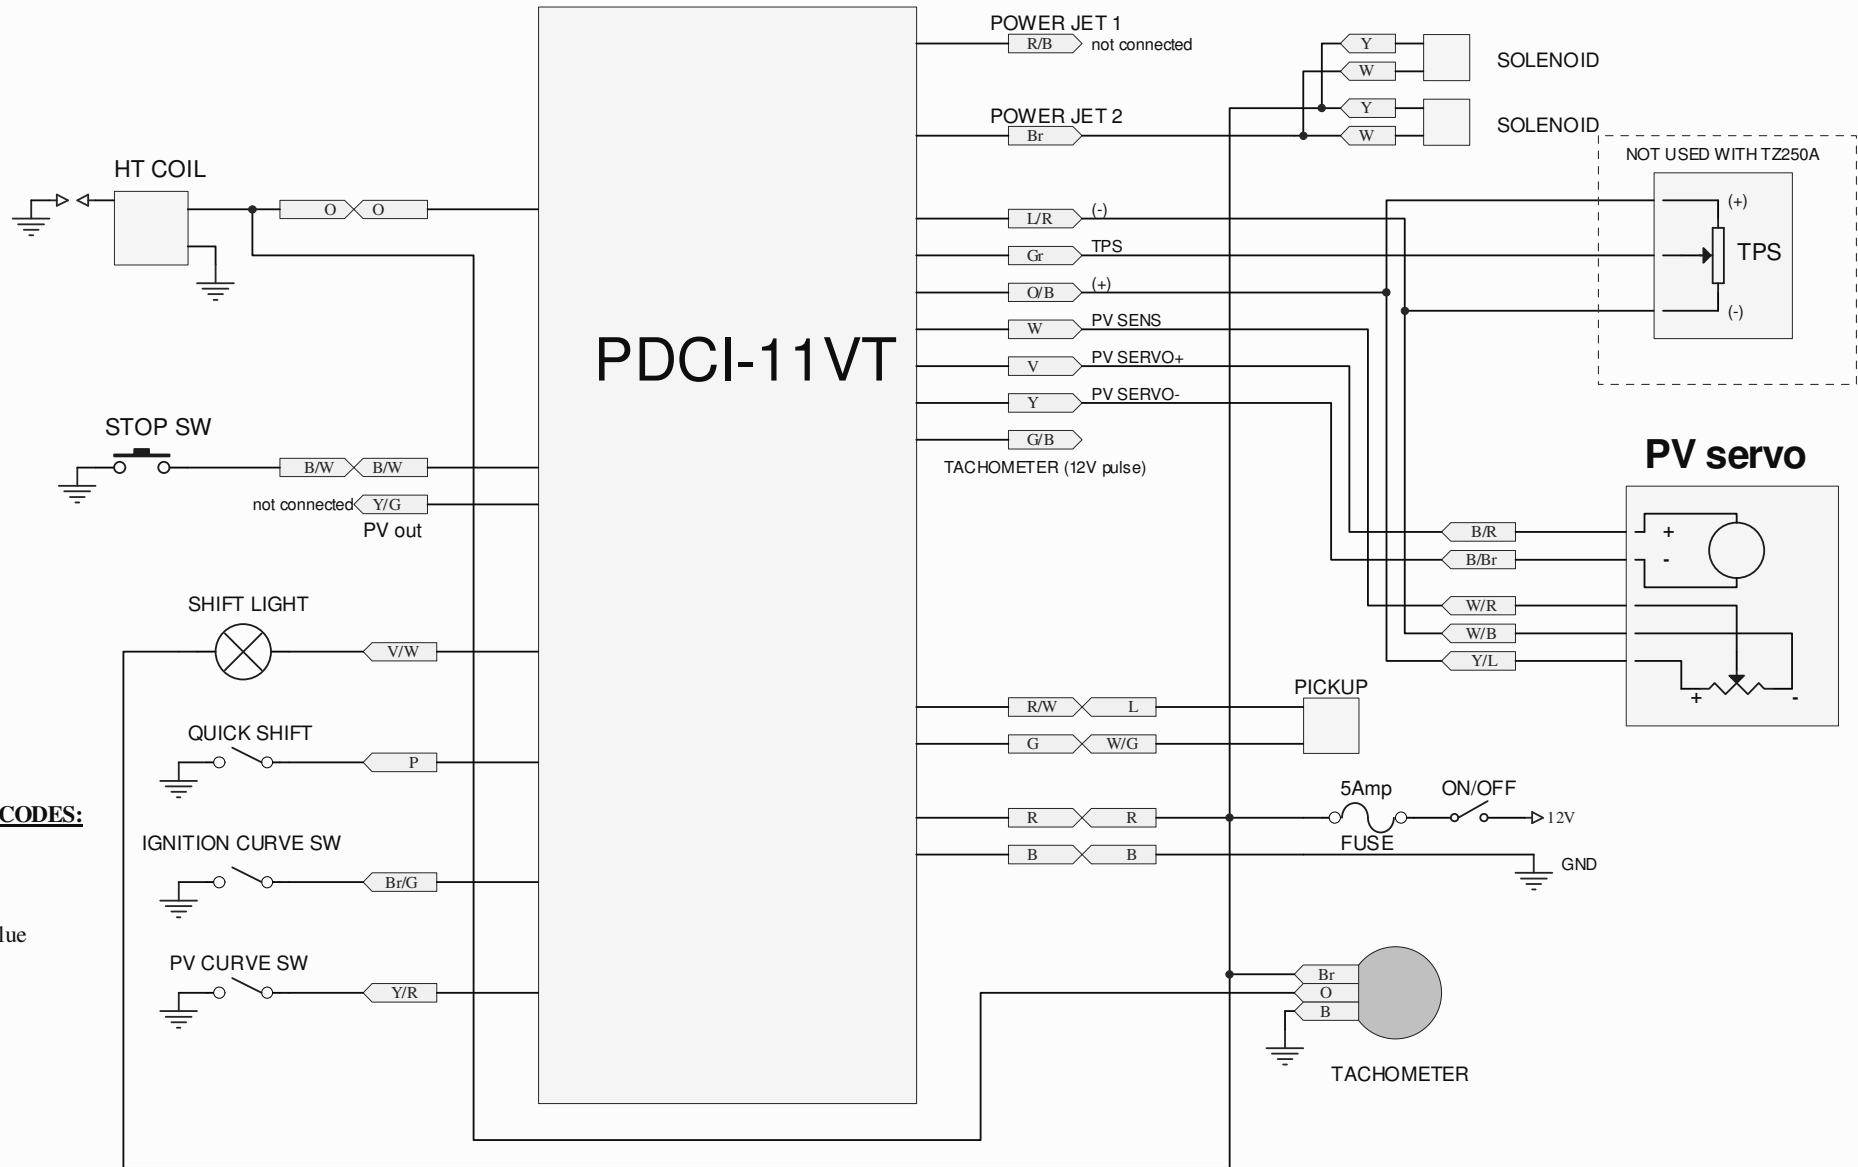 POWER JET 1
R/B not connected
Y
W
SOLENOID
POWER JET 2
Br
Y
W
SOLENOID
NOT USED WITH TZ250A
HT COIL
O O
L/R (-)
Gr TPS
O/B (+)
W PV SENS
V PV SERVO+
Y PV SERVO-
G/B
TACHOMETER (12V pulse)
(+)
TPS
(-)
PDCI-11VT
STOP SW
B/W B/W
not connected Y/G
PV out
PV servo
B/R +
B/Br -
W/R
W/B
Y/L
+ -
SHIFT LIGHT
V/W
QUICK SHIFT
P
CODES:
IGNITION CURVE SW
Br/G
lue
PV CURVE SW
Y/R
PICKUP
R/W L
G W/G
5Amp ON/OFF
R R 12V
FUSE
B B GND
Br
O
B
TACHOMETER